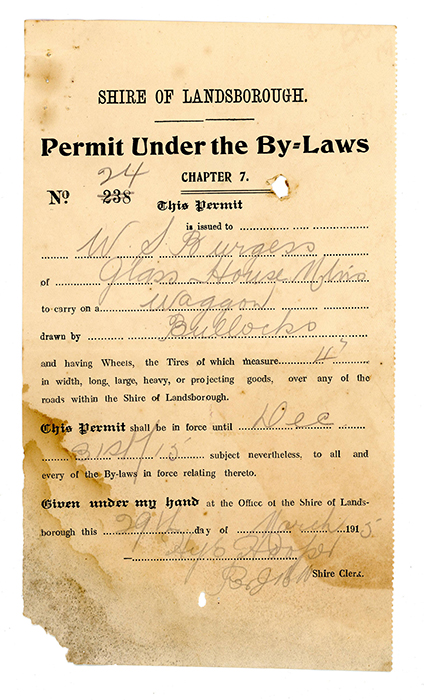 SHIRE OF LANDSBOROUGH.
Permit Under the By-Laws
24
CHAPTER 7.
No 238
This Permit
is issued to
W. S. Burgess
of Glass House Mtns
to carry on a waggon
drawn by Bullocks
and having Wheels, the Tires of which measure 4"
in width, long, large, heavy, or projecting goods, over any of the
roads within the Shire of Landsborough.
This Permit shall be in force until Dec
31st/15 subject nevertheless, to all and
every of the By-laws in force relating thereto.
Given under my hand at the Office of the Shire of Lands-
borough this 29th day of March 1915
Shire Clerk.